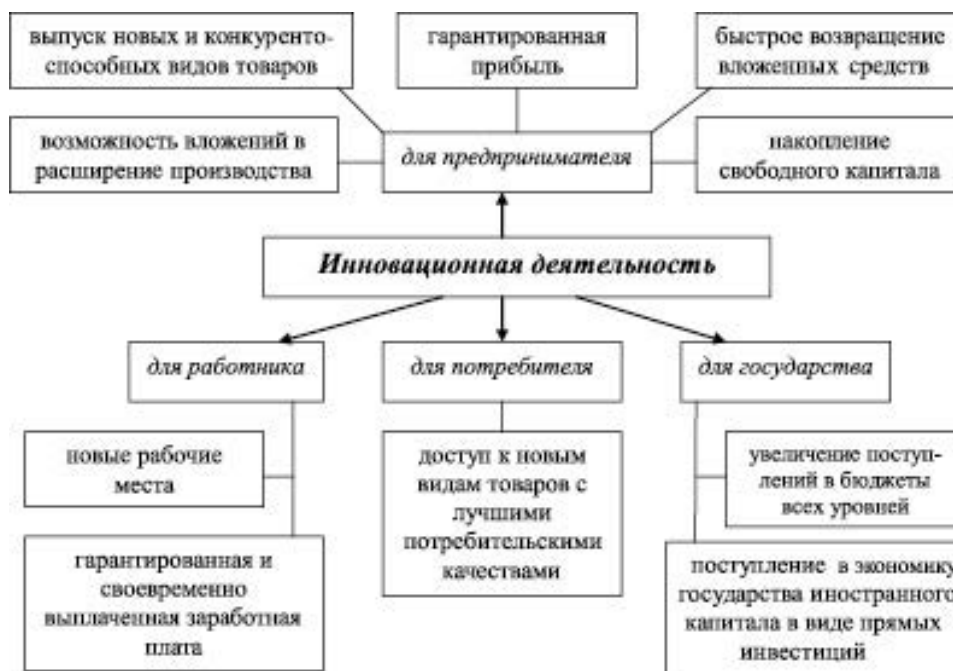 выпуск новых и конкуренто-
способных видов товаров
гарантированная
прибыль
быстрое возвращение
вложенных средств
возможность вложений в
расширение производства
для предпринимателя
накопление
свободного капитала
Инновационная деятельность
для работника
для потребителя
для государства
новые рабочие
места
доступ к новым
видам товаров с
лучшими
потребительскими
качествами
увеличение поступ-
лений в бюджеты
всех уровней
гарантированная и
своевременно
выплаченная заработная
плата
поступление в экономику
государства иностранного
капитала в виде прямых
инвестиций